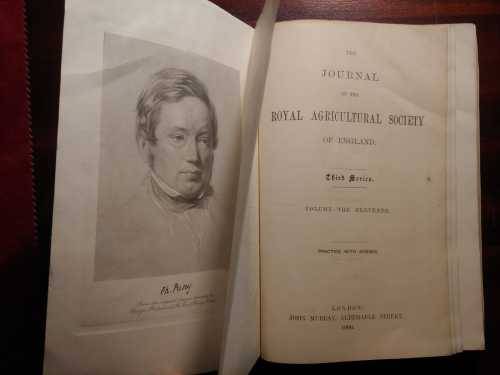 Ph. Pusey
THE
JOURNAL
OF THE
ROYAL AGRICULTURAL SOCIETY
OF ENGLAND.
Third Series.
VOLUME THE ELEVENTH.
PRACTICE WITH SCIENCE.
LONDON:
JOHN MURRAY, ALBEMARLE STREET.
1900.